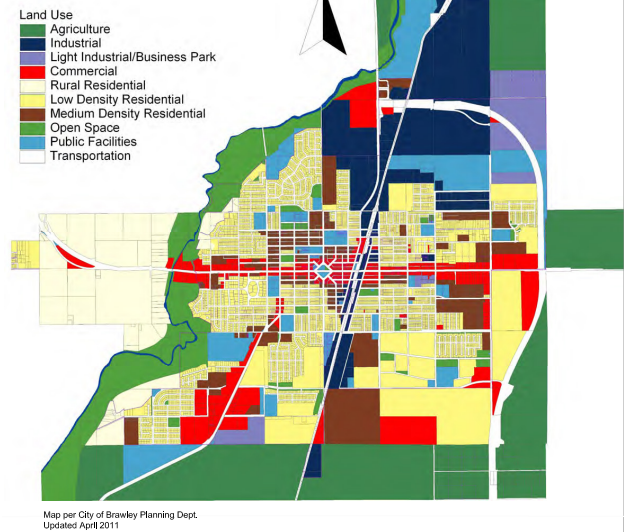 Land Use
Agriculture
Industrial
Light Industrial/Business Park
Commercial
Rural Residential
Low Density Residential
Medium Density Residential
Open Space
Public Facilities
Transportation
Map per City of Brawley Planning Dept.
Updated April 2011